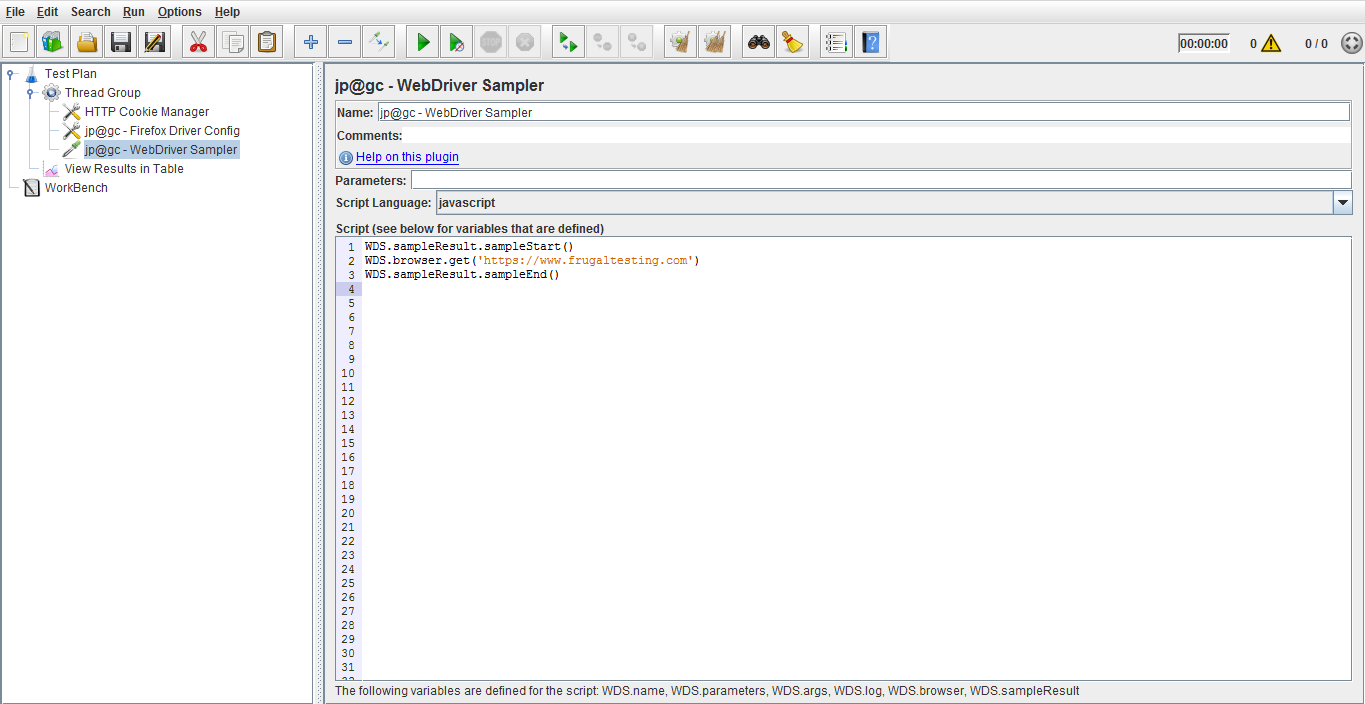 File Edit Search Run Options Help
STOP
00:00:00 0 0 / 0
Test Plan
Thread Group
HTTP Cookie Manager
jp@gc - Firefox Driver Config
jp@gc - WebDriver Sampler
View Results in Table
WorkBench
jp@gc - WebDriver Sampler
Name: jp@gc - WebDriver Sampler
Comments:
Help on this plugin
Parameters:
Script Language: javascript
Script (see below for variables that are defined)
1 WDS.sampleResult.sampleStart()
2 WDS.browser.get('https://www.frugaltesting.com')
3 WDS.sampleResult.sampleEnd()
4
5
6
7
8
9
10
11
12
13
14
15
16
17
18
19
20
21
22
23
24
25
26
27
28
29
30
31
The following variables are defined for the script: WDS.name, WDS.parameters, WDS.args, WDS.log, WDS.browser, WDS.sampleResult